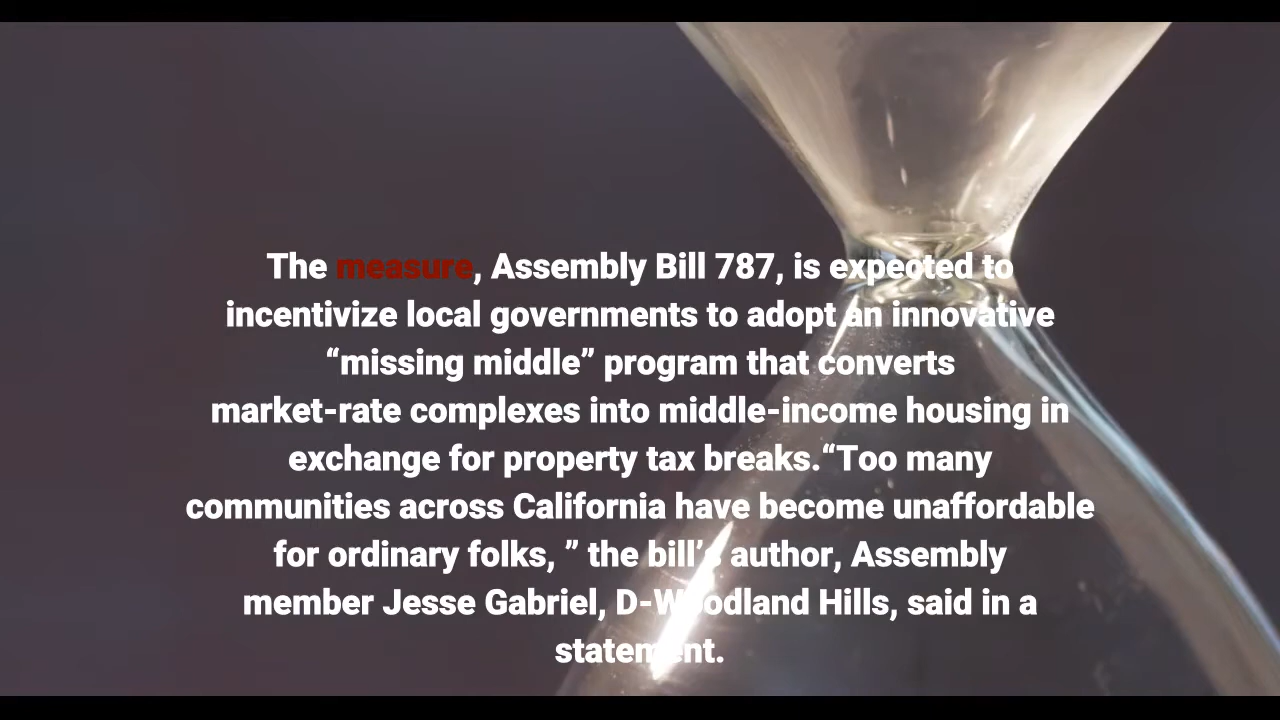 The measure, Assembly Bill 787, is expected to
incentivize local governments to adopt an innovative
“missing middle” program that converts
market-rate complexes into middle-income housing in
exchange for property tax breaks.“Too many
communities across California have become unaffordable
for ordinary folks, ” the bill’s author, Assembly
member Jesse Gabriel, D-Woodland Hills, said in a
statement.